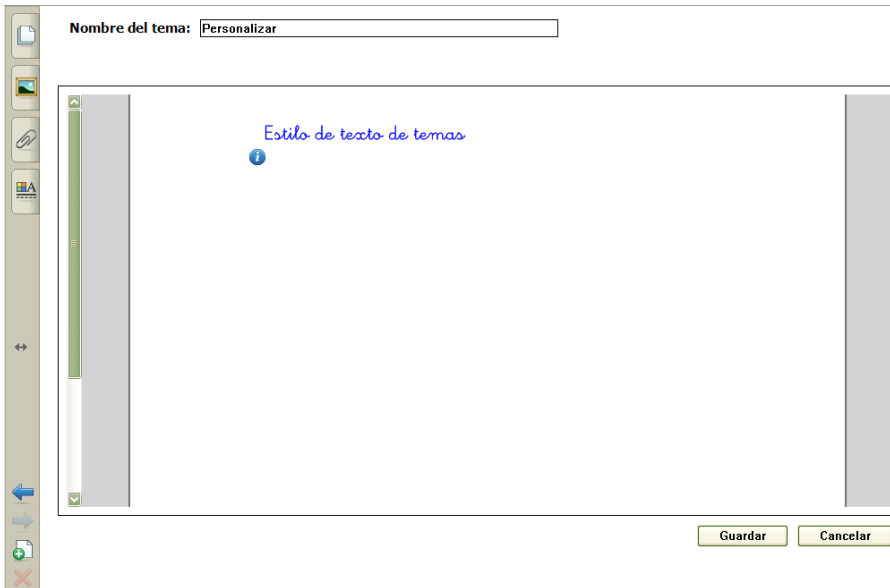 Nombre del tema: Personalizar
Estilo de texto de temas
Guardar Cancelar